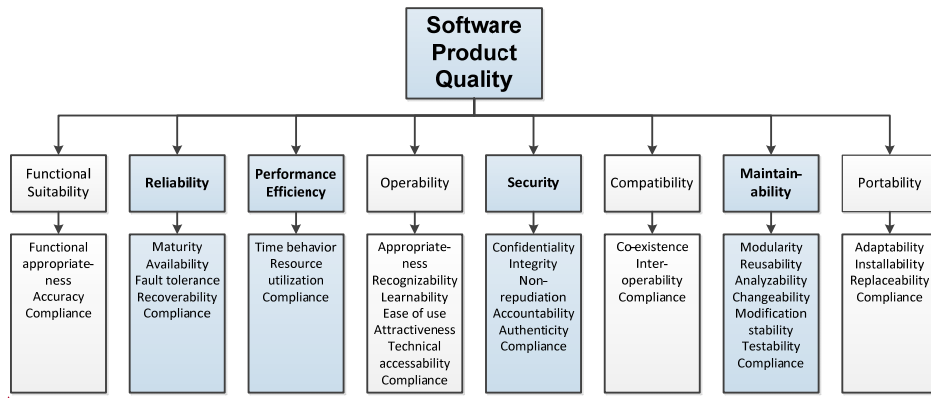 Software
Product
Quality
Functional
Suitability
Reliability
Performance
Efficiency
Operability
Security
Compatibility
Maintain-
ability
Portability
Functional
appropriate-
ness
Accuracy
Compliance
Maturity
Availability
Fault tolerance
Recoverability
Compliance
Time behavior
Resource
utilization
Compliance
Appropriate-
ness
Recognizability
Learnability
Ease of use
Attractiveness
Technical
accessability
Compliance
Confidentiality
Integrity
Non-
repudiation
Accountability
Authenticity
Compliance
Co-existence
Inter-
operability
Compliance
Modularity
Reusability
Analyzability
Changeability
Modification
stability
Testability
Compliance
Adaptability
Installability
Replaceability
Compliance